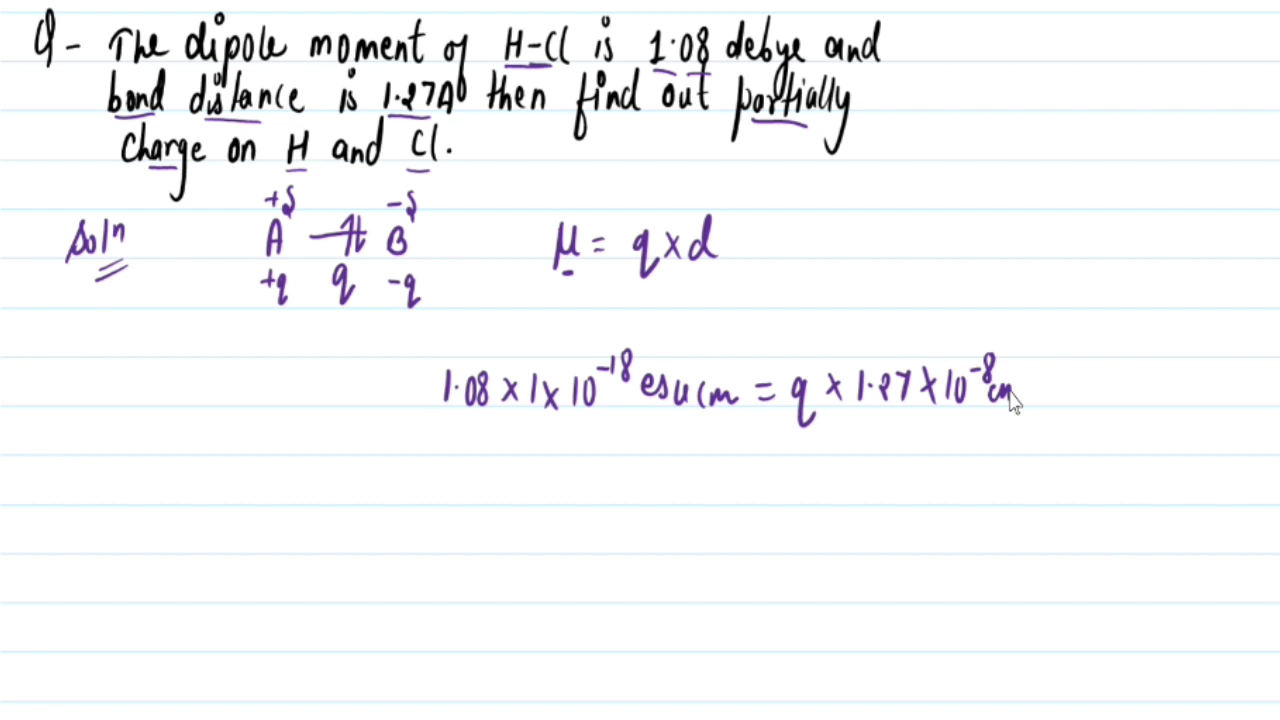 Q - The dipole moment of H-Cl is 1.08 debye and
bond distance is 1.27A° then find out partially
charge on H and Cl.
+δ -δ
Soln A B μ = q × d
+q q -q
1.08 × 1 × 10⁻¹⁸ esu cm = q × 1.27 × 10⁻⁸ cm